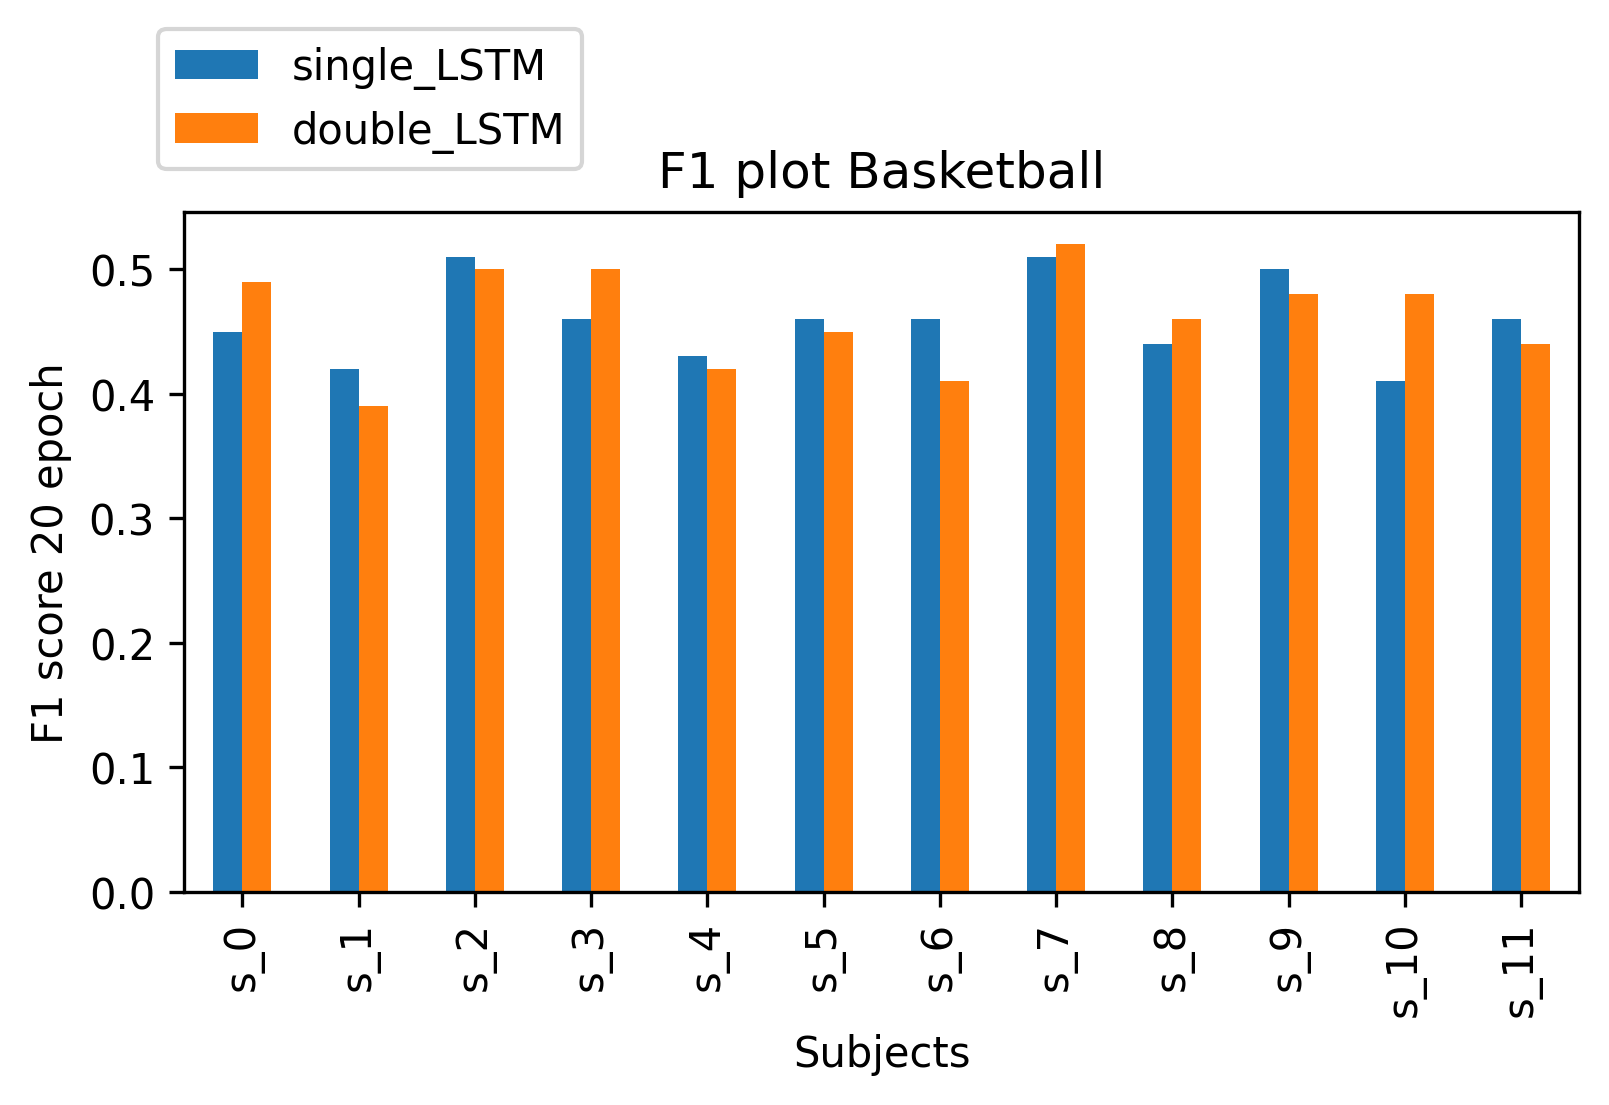 single_LSTM
double_LSTM
F1 plot Basketball
F1 score 20 epoch
0.5
0.4
0.3
0.2
0.1
0.0
s_0 s_1 s_2 s_3 s_4 s_5 s_6 s_7 s_8 s_9 s_10 s_11
Subjects